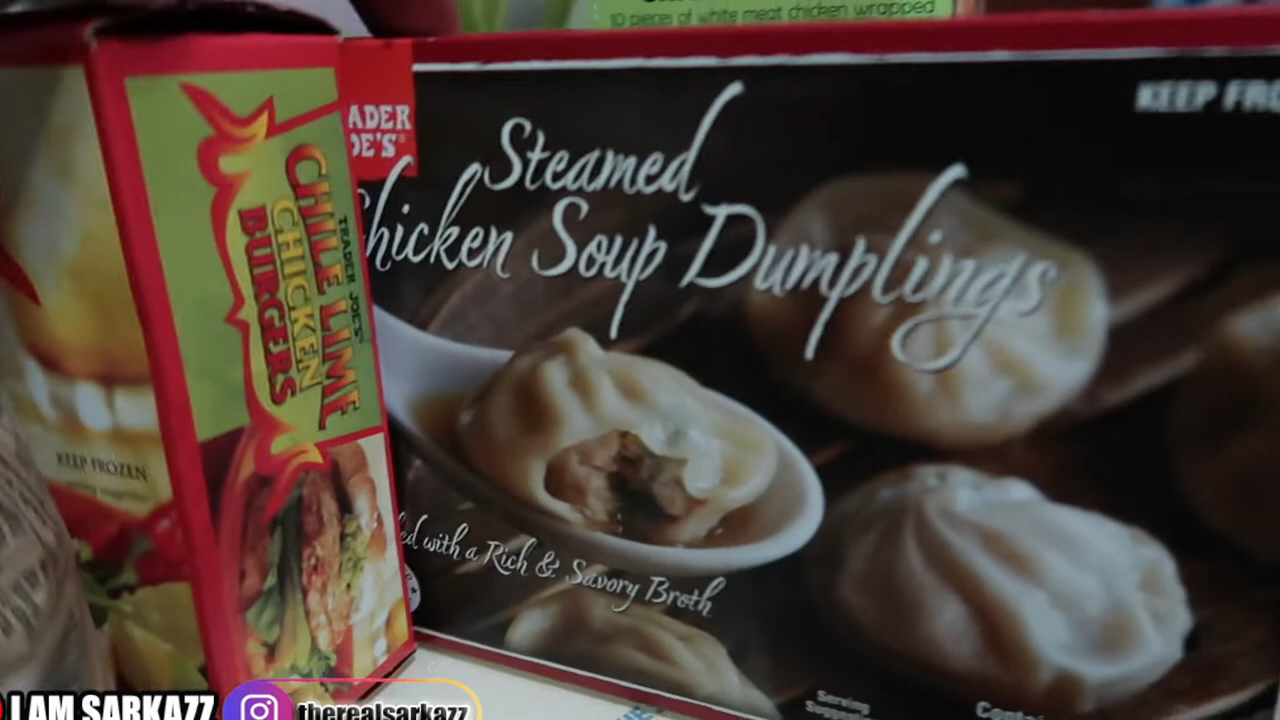 10 pieces of white meat chicken wrapped
KEEP FRO
ADER
OE'S
Steamed
Chicken Soup Dumplings
TRADER JOE'S
CHILE LIME
CHICKEN
BURGERS
KEEP FROZEN
ed with a Rich & Savory Broth
Serving
I AM SARKAZZ
therealsarkazz